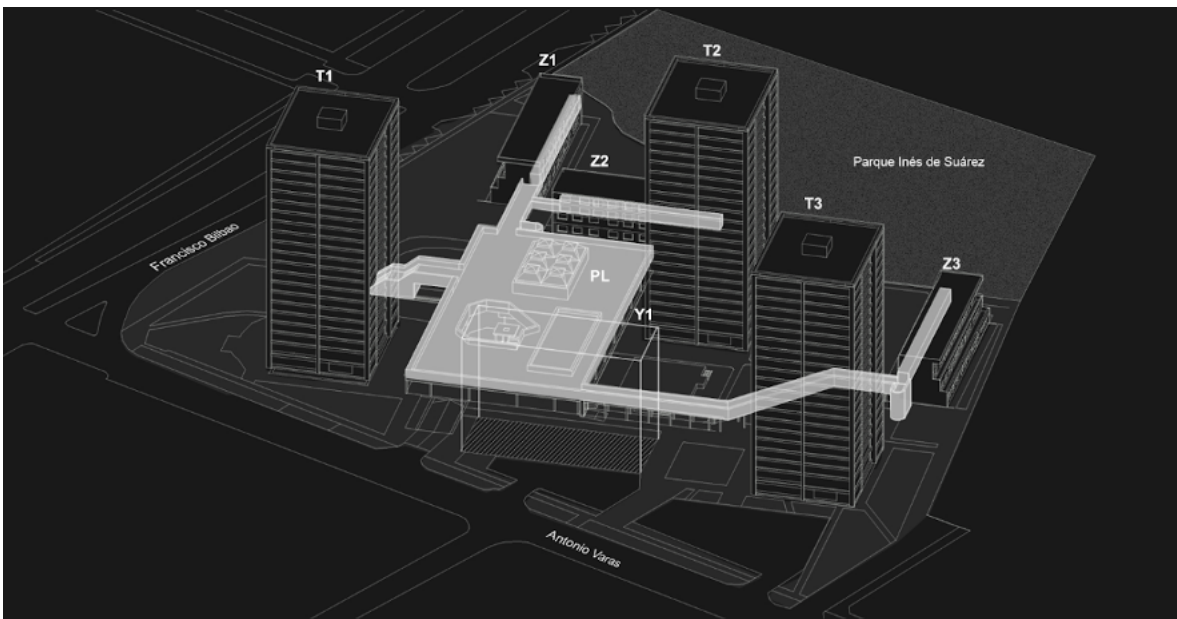 T1
Z1
T2
Z2
Parque Inés de Suárez
T3
Francisco Bilbao
PL
Z3
Y1
Antonio Varas